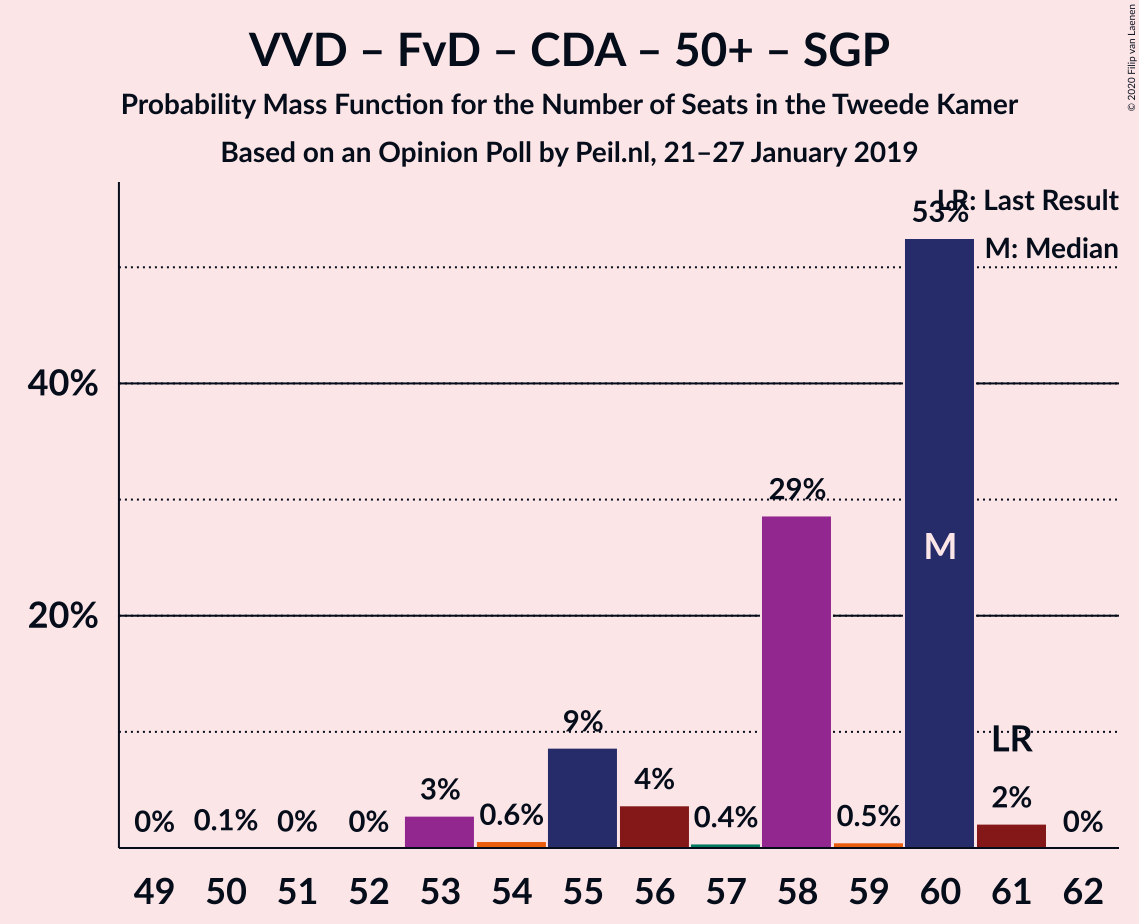 VVD – FvD – CDA – 50+ – SGP
Probability Mass Function for the Number of Seats in the Tweede Kamer
Based on an Opinion Poll by Peil.nl, 21–27 January 2019
© 2020 Filip van Laenen
LR: Last Result
M: Median
53%
40%
29%
M
20%
9%
LR
4%
3%
2%
0% 0.1% 0% 0% 0.6% 0.4% 0.5% 0%
49 50 51 52 53 54 55 56 57 58 59 60 61 62